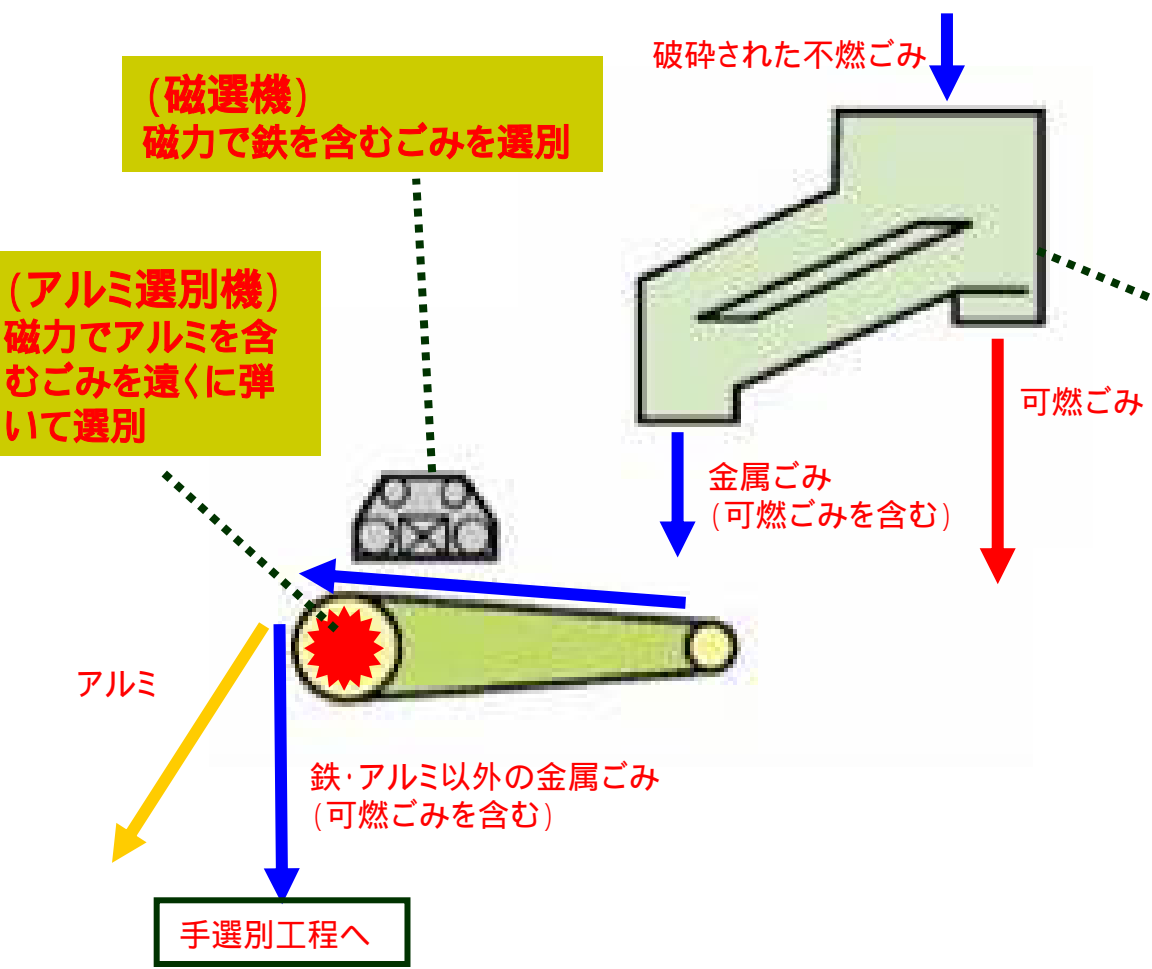 破砕された不燃ごみ
(磁選機)
磁力で鉄を含むごみを選別
(アルミ選別機)
磁力でアルミを含
むごみを遠くに弾
いて選別
可燃ごみ
金属ごみ
(可燃ごみを含む)
アルミ
鉄・アルミ以外の金属ごみ
(可燃ごみを含む)
手選別工程へ